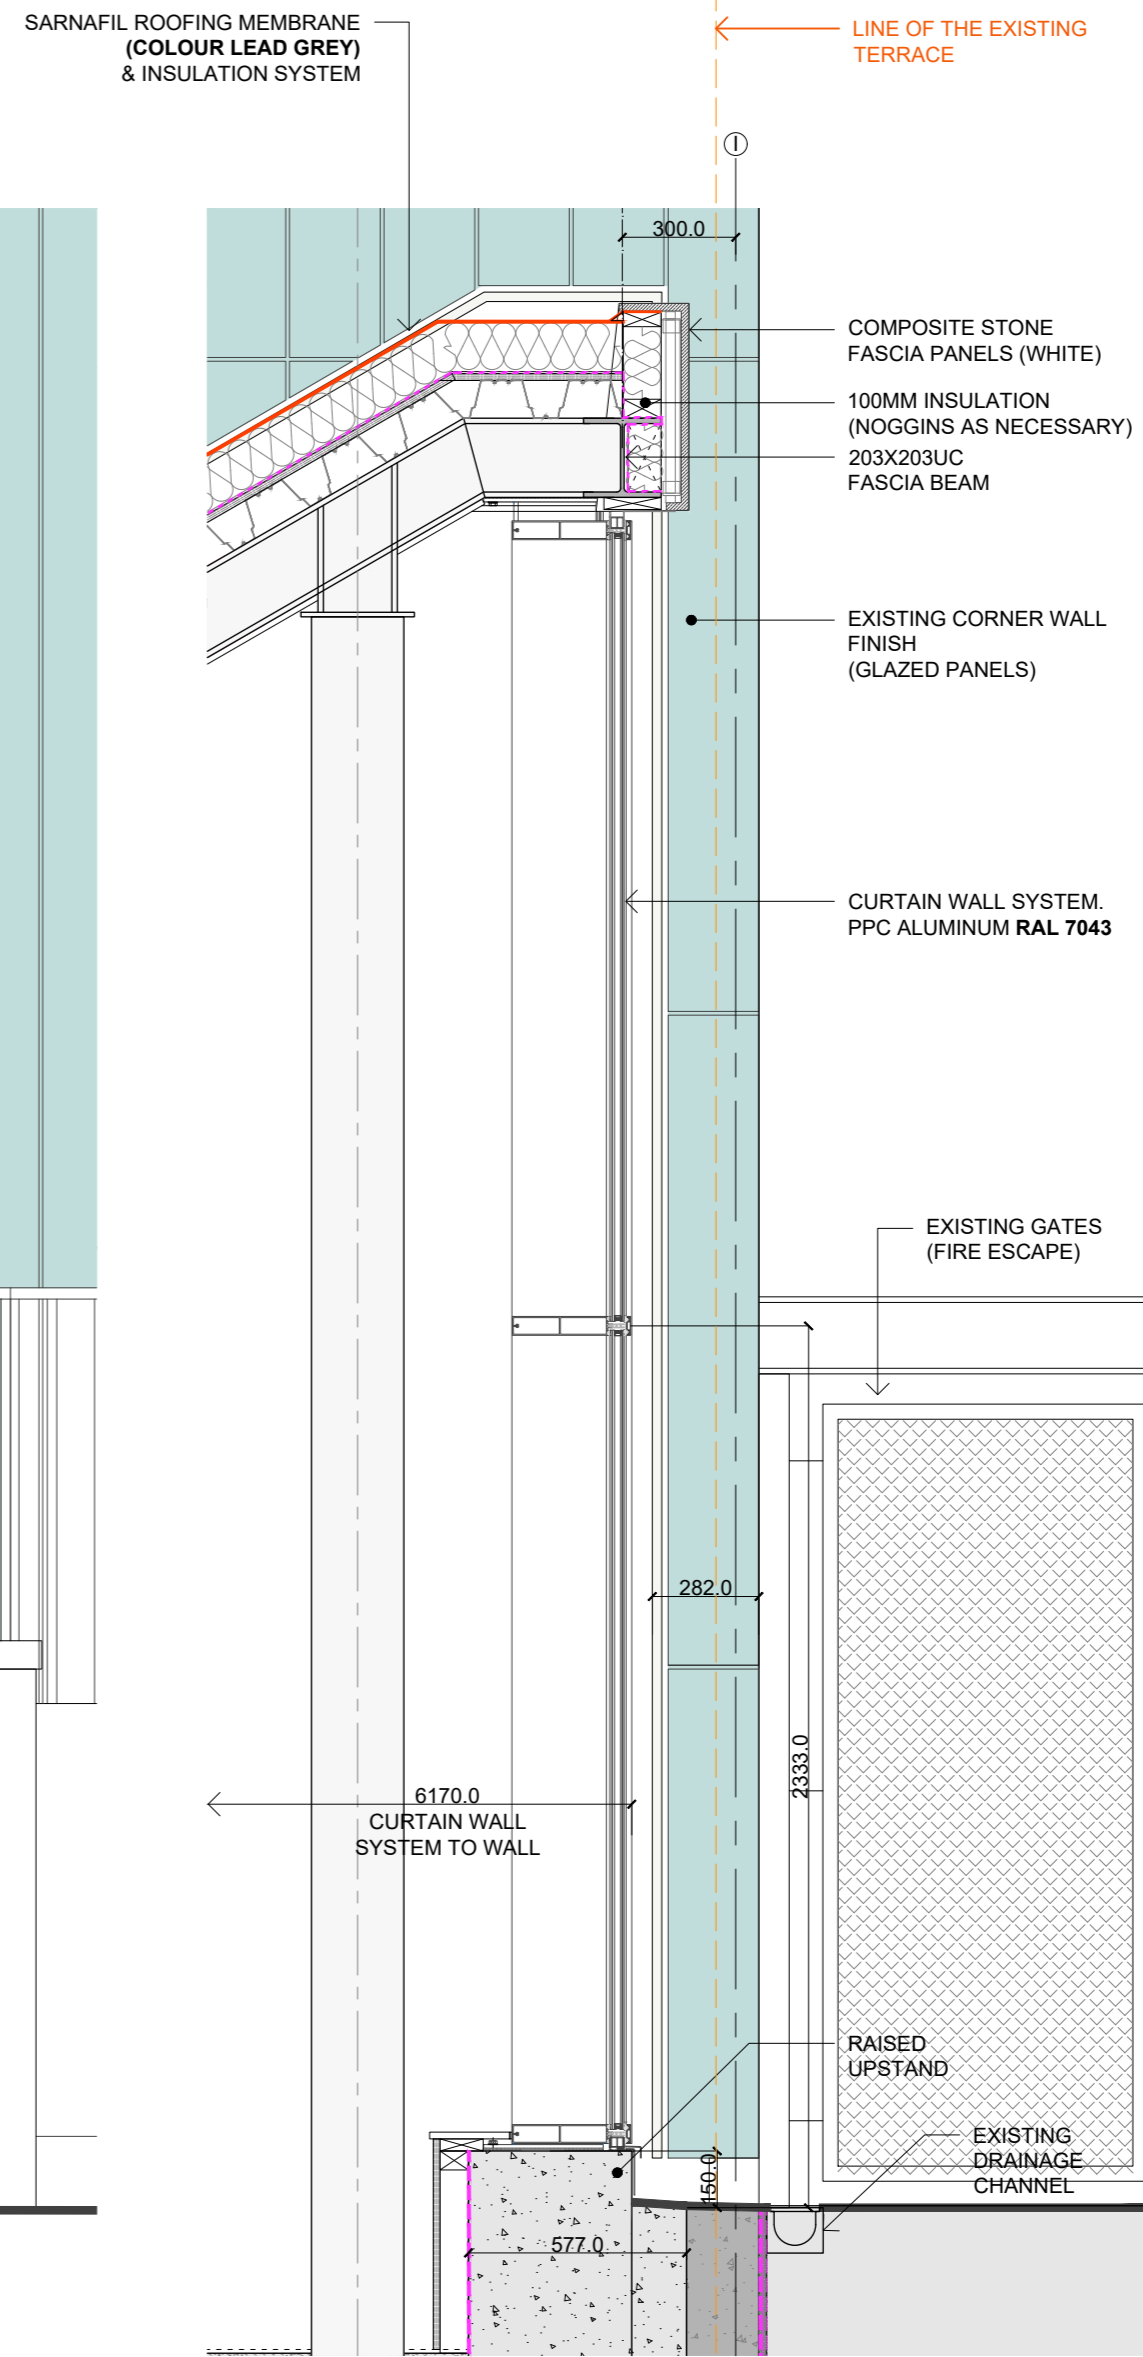 SARNAFIL ROOFING MEMBRANE
(COLOUR LEAD GREY)
& INSULATION SYSTEM
LINE OF THE EXISTING
TERRACE
I
300.0
COMPOSITE STONE
FASCIA PANELS (WHITE)
100MM INSULATION
(NOGGINS AS NECESSARY)
203X203UC
FASCIA BEAM
EXISTING CORNER WALL
FINISH
(GLAZED PANELS)
CURTAIN WALL SYSTEM.
PPC ALUMINUM RAL 7043
EXISTING GATES
(FIRE ESCAPE)
282.0
2333.0
6170.0
CURTAIN WALL
SYSTEM TO WALL
RAISED
UPSTAND
EXISTING
DRAINAGE
CHANNEL
150.0
577.0